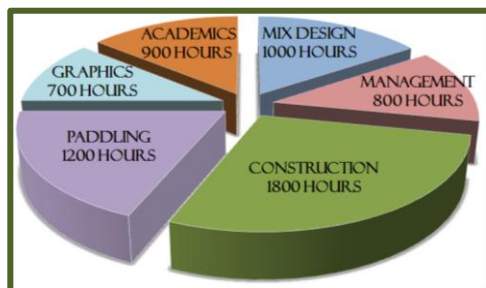 ACADEMICS
900 HOURS
MIX DESIGN
1000 HOURS
GRAPHICS
700 HOURS
MANAGEMENT
800 HOURS
PADDLING
1200 HOURS
CONSTRUCTION
1800 HOURS